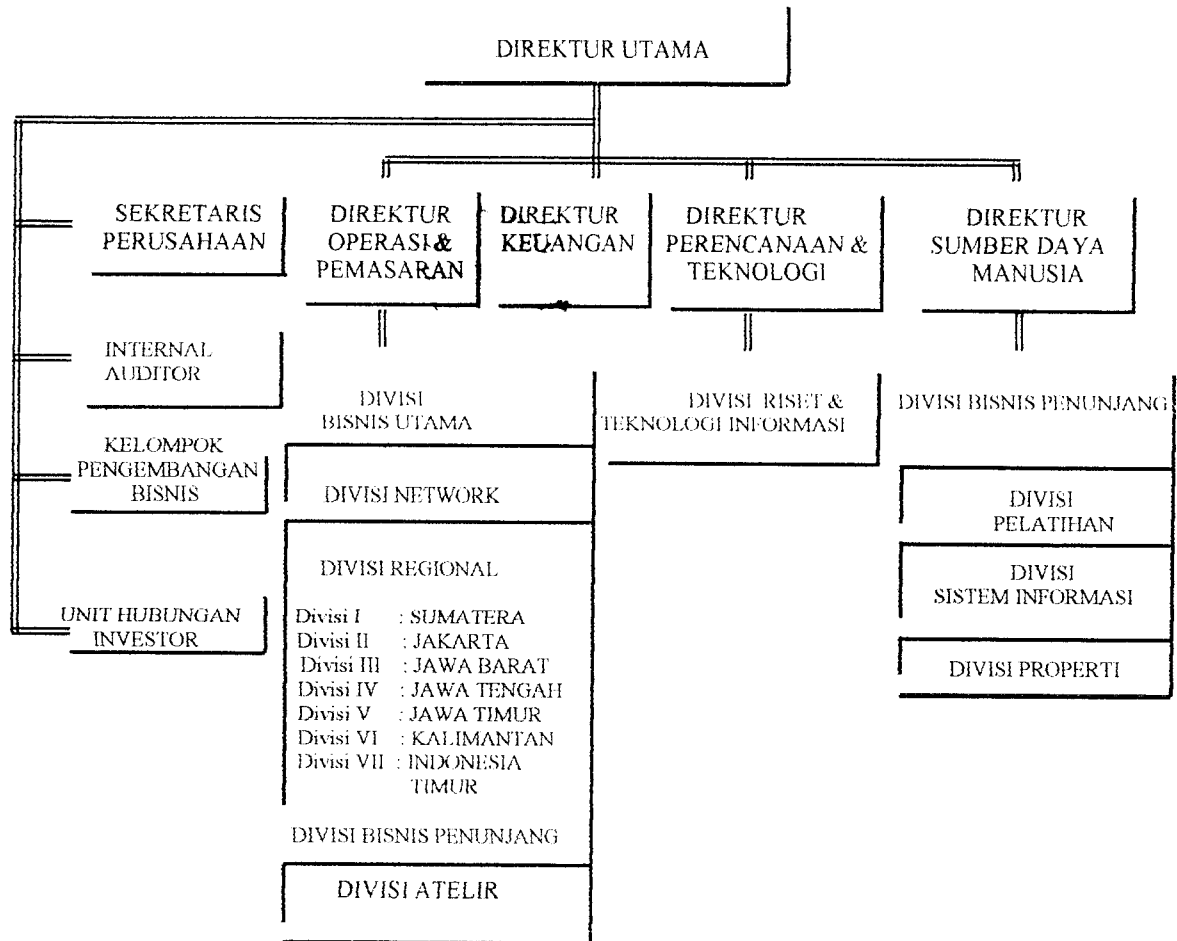 DIREKTUR UTAMA
SEKRETARIS
PERUSAHAAN
DIREKTUR
OPERASI &
PEMASARAN
DIREKTUR
KEUANGAN
DIREKTUR
PERENCANAAN &
TEKNOLOGI
DIREKTUR
SUMBER DAYA
MANUSIA
INTERNAL
AUDITOR
KELOMPOK
PENGEMBANGAN
BISNIS
UNIT HUBUNGAN
INVESTOR
DIVISI
BISNIS UTAMA
DIVISI NETWORK
DIVISI REGIONAL
Divisi I : SUMATERA
Divisi II : JAKARTA
Divisi III : JAWA BARAT
Divisi IV : JAWA TENGAH
Divisi V : JAWA TIMUR
Divisi VI : KALIMANTAN
Divisi VII : INDONESIA
TIMUR
DIVISI BISNIS PENUNJANG
DIVISI ATELIR
DIVISI RISET &
TEKNOLOGI INFORMASI
DIVISI BISNIS PENUNJANG
DIVISI
PELATIHAN
DIVISI
SISTEM INFORMASI
DIVISI PROPERTI